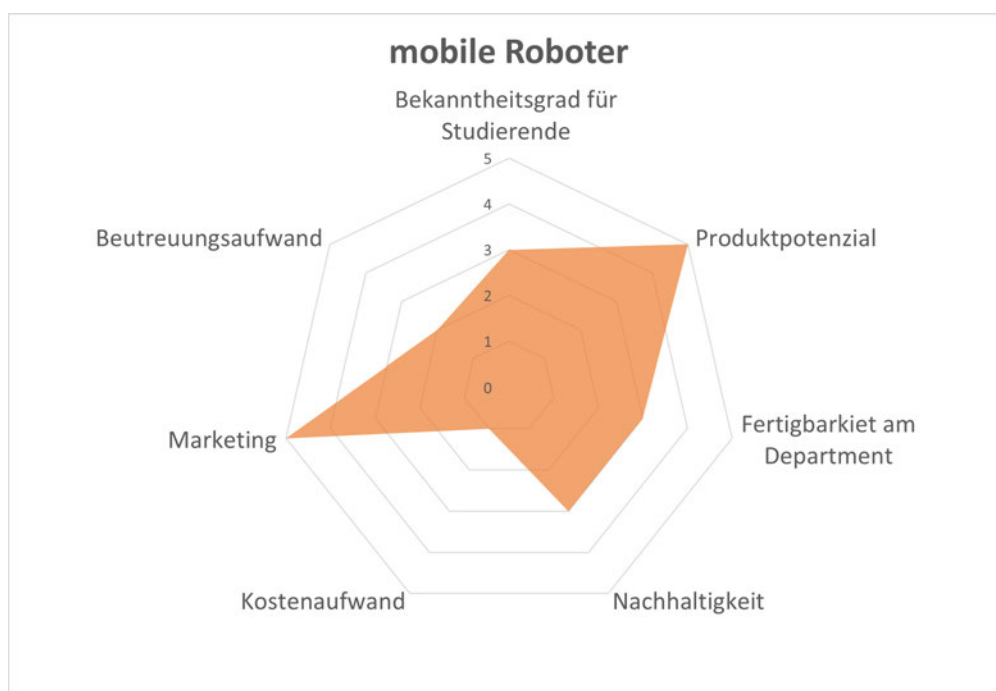 mobile Roboter
Bekanntheitsgrad für
Studierende
5
4
3
2
1
0
Beutreuungsaufwand
Produktpotenzial
Marketing
Fertigbarkiet am
Department
Kostenaufwand
Nachhaltigkeit